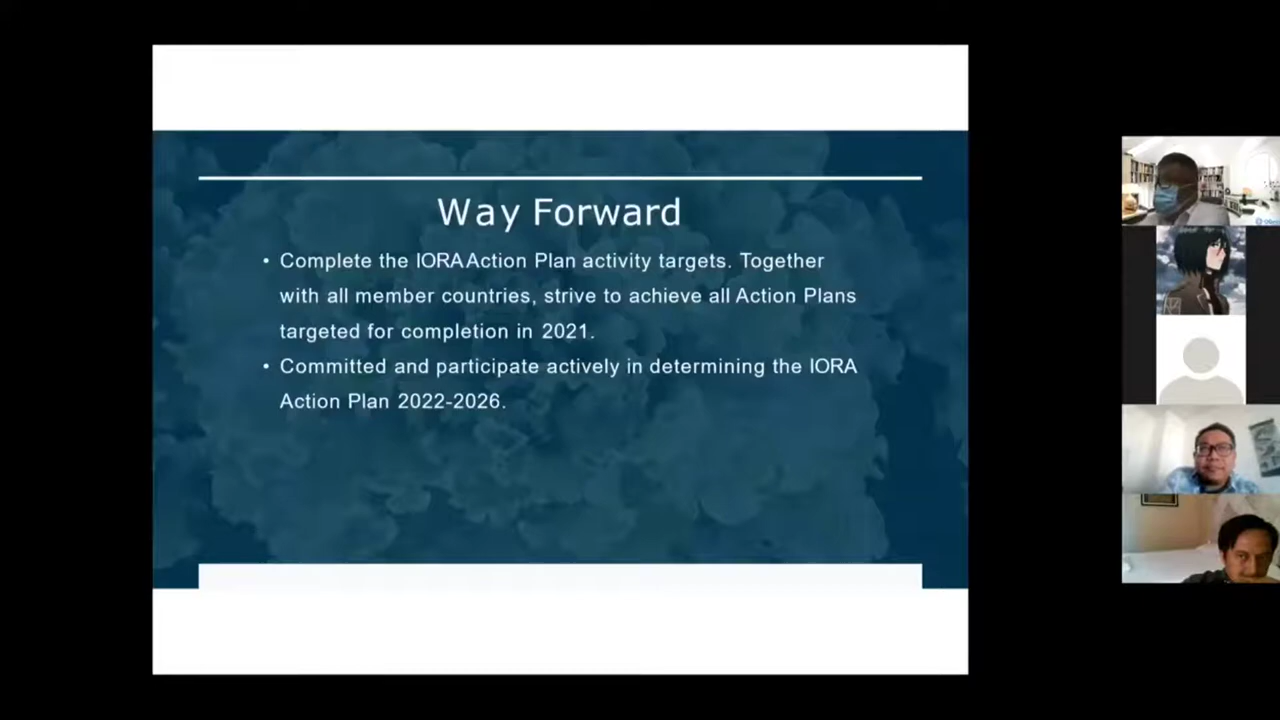 Way Forward
• Complete the IORA Action Plan activity targets. Together
with all member countries, strive to achieve all Action Plans
targeted for completion in 2021.
• Committed and participate actively in determining the IORA
Action Plan 2022-2026.